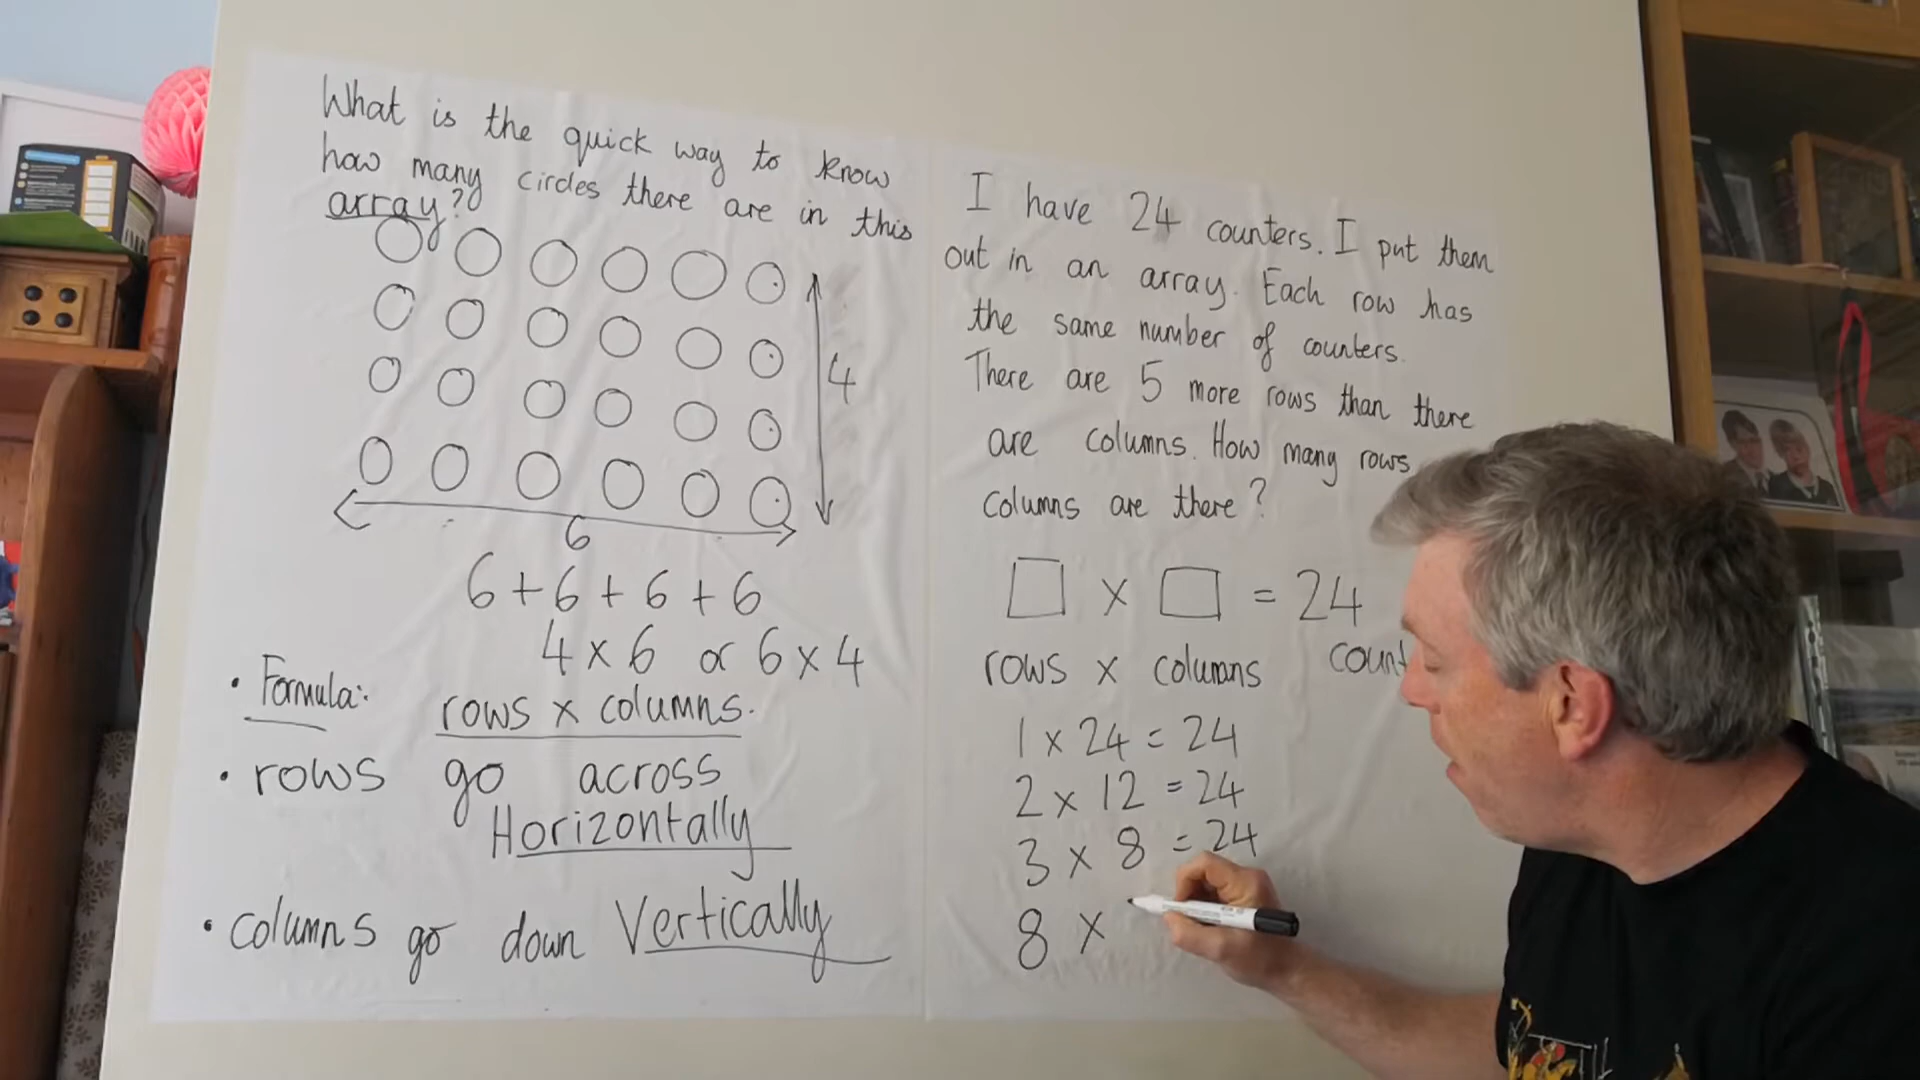 What is the quick way to know
how many circles there are in this
array?
4
6
6 + 6 + 6 + 6
4 x 6 or 6 x 4
• Formula:
rows x columns.
• rows go across
Horizontally
• columns go down Vertically
I have 24 counters. I put them
out in an array. Each row has
the same number of counters.
There are 5 more rows than there
are columns. How many rows
columns are there?
□ x □ = 24
rows x columns count
1 x 24 = 24
2 x 12 = 24
3 x 8 = 24
8 x